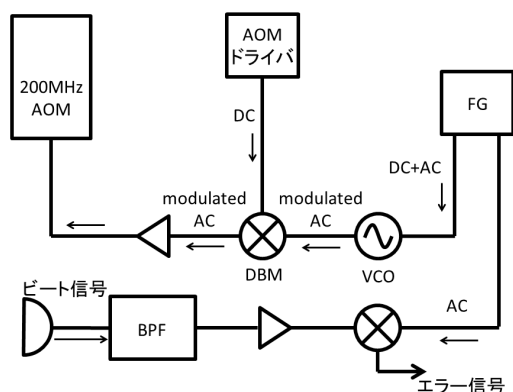 200MHz
AOM
AOM
ドライバ
FG
DC
DC+AC
modulated
AC
modulated
AC
DBM
VCO
ビート信号
BPF
AC
エラー信号